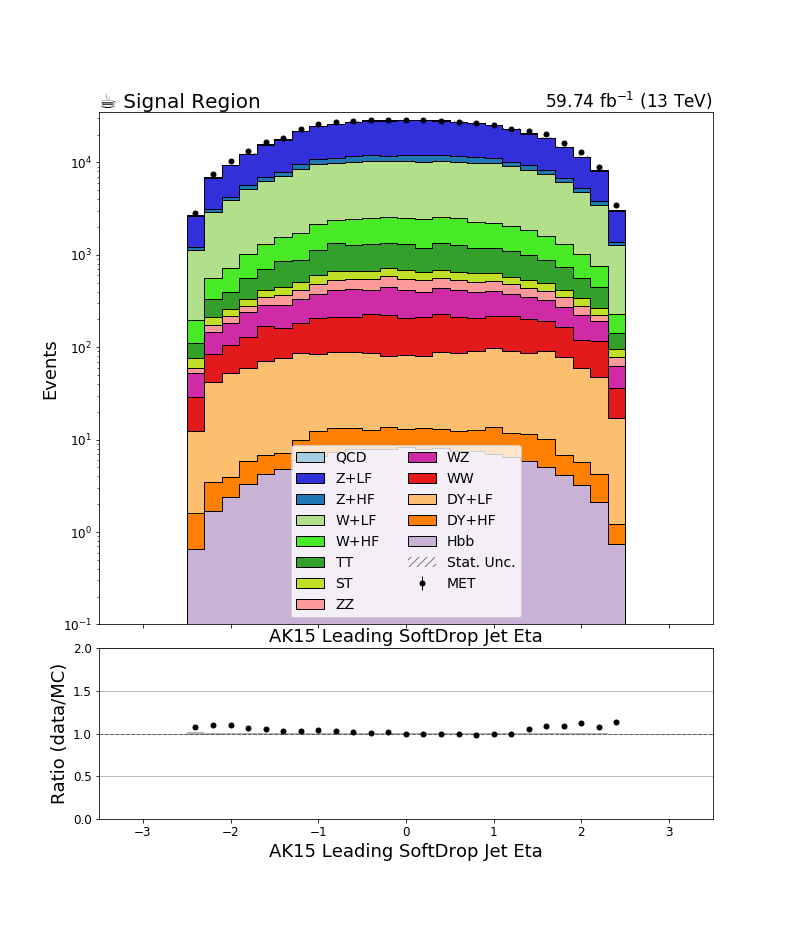 ☕ Signal Region 59.74 fb⁻¹ (13 TeV)
Events
10⁴
10³
10²
10¹
10⁰
10⁻¹
QCD
Z+LF
Z+HF
W+LF
W+HF
TT
ST
ZZ
WZ
WW
DY+LF
DY+HF
Hbb
Stat. Unc.
MET
AK15 Leading SoftDrop Jet Eta
Ratio (data/MC)
2.0
1.5
1.0
0.5
0.0
−3 −2 −1 0 1 2 3
AK15 Leading SoftDrop Jet Eta